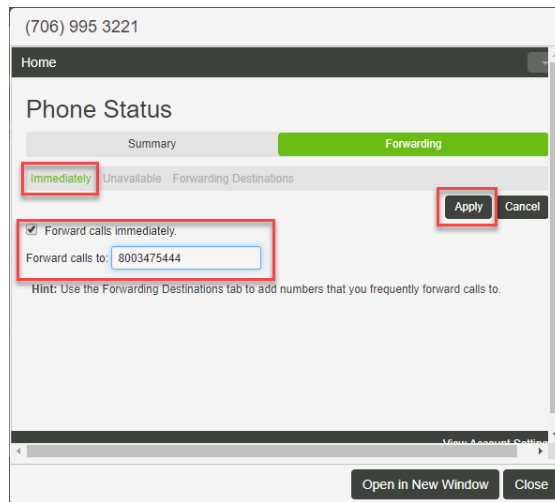 (706) 995 3221
Home
Phone Status
Summary Forwarding
Immediately Unavailable Forwarding Destinations
Apply Cancel
Forward calls immediately.
Forward calls to: 8003475444
Hint: Use the Forwarding Destinations tab to add numbers that you frequently forward calls to.
View Account
Open in New Window Close